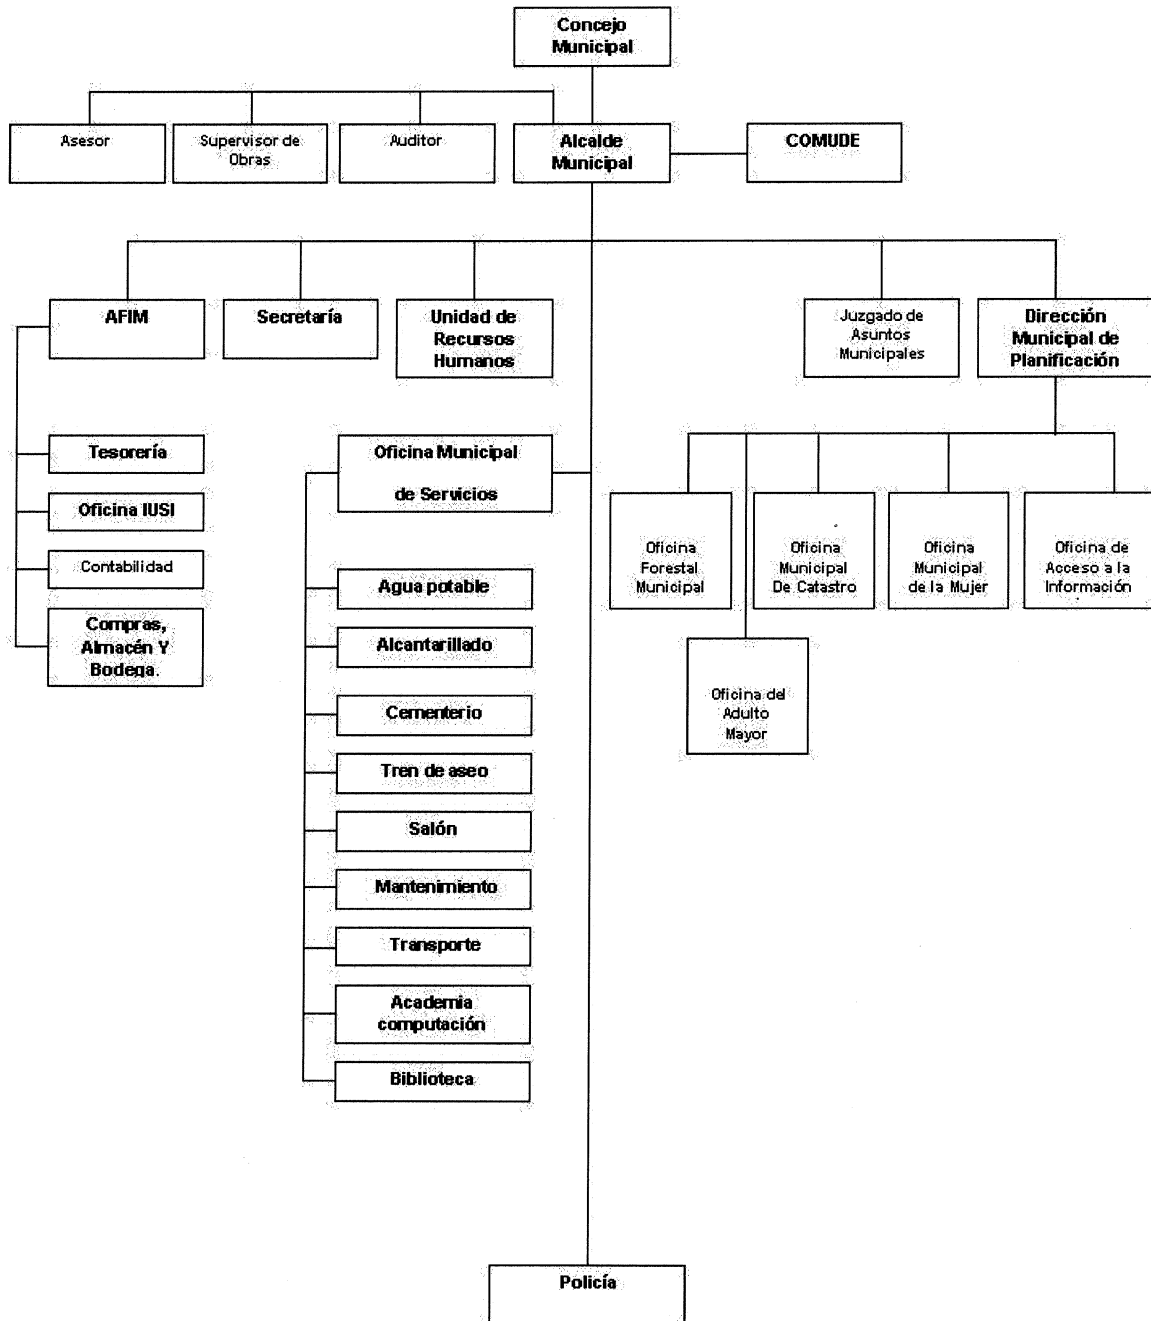 Concejo
Municipal
Asesor
Supervisor de
Obras
Auditor
Alcalde
Municipal
COMUDE
AFIM
Secretaría
Unidad de
Recursos
Humanos
Juzgado de
Asuntos
Municipales
Dirección
Municipal de
Planificación
Tesorería
Oficina IUSI
Contabilidad
Compras,
Almacén Y
Bodega.
Oficina Municipal
de Servicios
Agua potable
Alcantarillado
Cementerio
Tren de aseo
Salón
Mantenimiento
Transporte
Academia
computación
Biblioteca
Oficina
Forestal
Municipal
Oficina
Municipal
De Catastro
Oficina
Municipal
de la Mujer
Oficina de
Acceso a la
Información
Oficina del
Adulto
Mayor
Policía